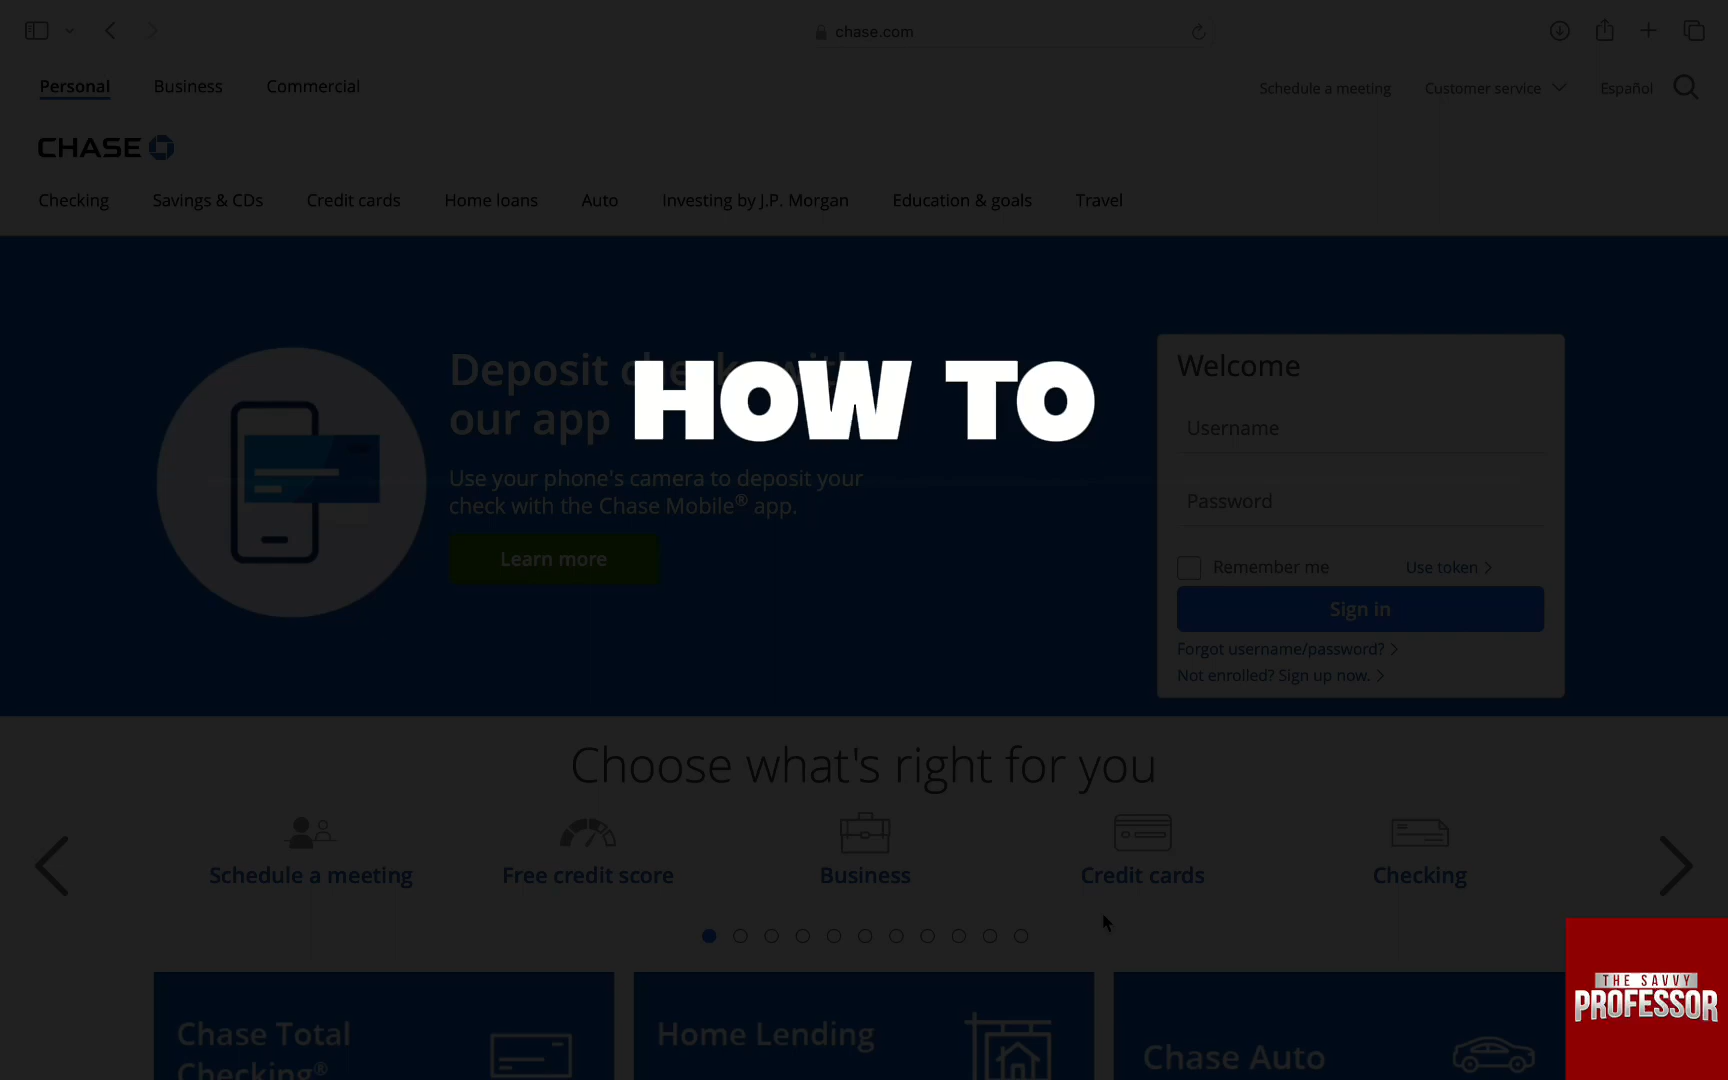 chase.com
Personal
Business
Commercial
Schedule a meeting
Customer service
Español
CHASE
Checking
Savings & CDs
Credit cards
Home loans
Auto
Investing by J.P. Morgan
Education & goals
Travel
HOW TO
Deposit checks with
our app
Use your phone's camera to deposit your
check with the Chase Mobile® app.
Learn more
Welcome
Username
Password
Remember me
Use token
Sign in
Forgot username/password?
Not enrolled? Sign up now.
Choose what's right for you
Schedule a meeting
Free credit score
Business
Credit cards
Checking
Chase Total
Checking®
Home Lending
Chase Auto
THE SAVVY
PROFESSOR